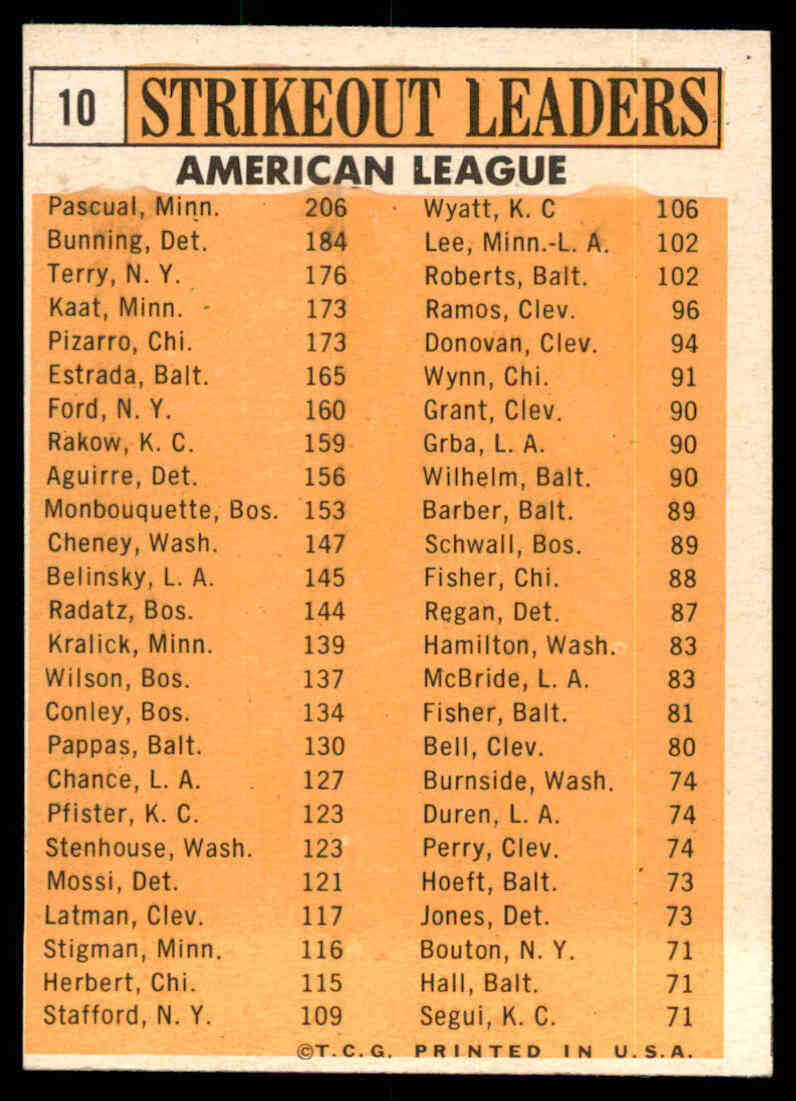 10 STRIKEOUT LEADERS
AMERICAN LEAGUE
Pascual, Minn. 206
Bunning, Det. 184
Terry, N. Y. 176
Kaat, Minn. 173
Pizarro, Chi. 173
Estrada, Balt. 165
Ford, N. Y. 160
Rakow, K. C. 159
Aguirre, Det. 156
Monbouquette, Bos. 153
Cheney, Wash. 147
Belinsky, L. A. 145
Radatz, Bos. 144
Kralick, Minn. 139
Wilson, Bos. 137
Conley, Bos. 134
Pappas, Balt. 130
Chance, L. A. 127
Pfister, K. C. 123
Stenhouse, Wash. 123
Mossi, Det. 121
Latman, Clev. 117
Stigman, Minn. 116
Herbert, Chi. 115
Stafford, N. Y. 109
Wyatt, K. C 106
Lee, Minn.-L. A. 102
Roberts, Balt. 102
Ramos, Clev. 96
Donovan, Clev. 94
Wynn, Chi. 91
Grant, Clev. 90
Grba, L. A. 90
Wilhelm, Balt. 90
Barber, Balt. 89
Schwall, Bos. 89
Fisher, Chi. 88
Regan, Det. 87
Hamilton, Wash. 83
McBride, L. A. 83
Fisher, Balt. 81
Bell, Clev. 80
Burnside, Wash. 74
Duren, L. A. 74
Perry, Clev. 74
Hoeft, Balt. 73
Jones, Det. 73
Bouton, N. Y. 71
Hall, Balt. 71
Segui, K. C. 71
©T.C.G. PRINTED IN U.S.A.